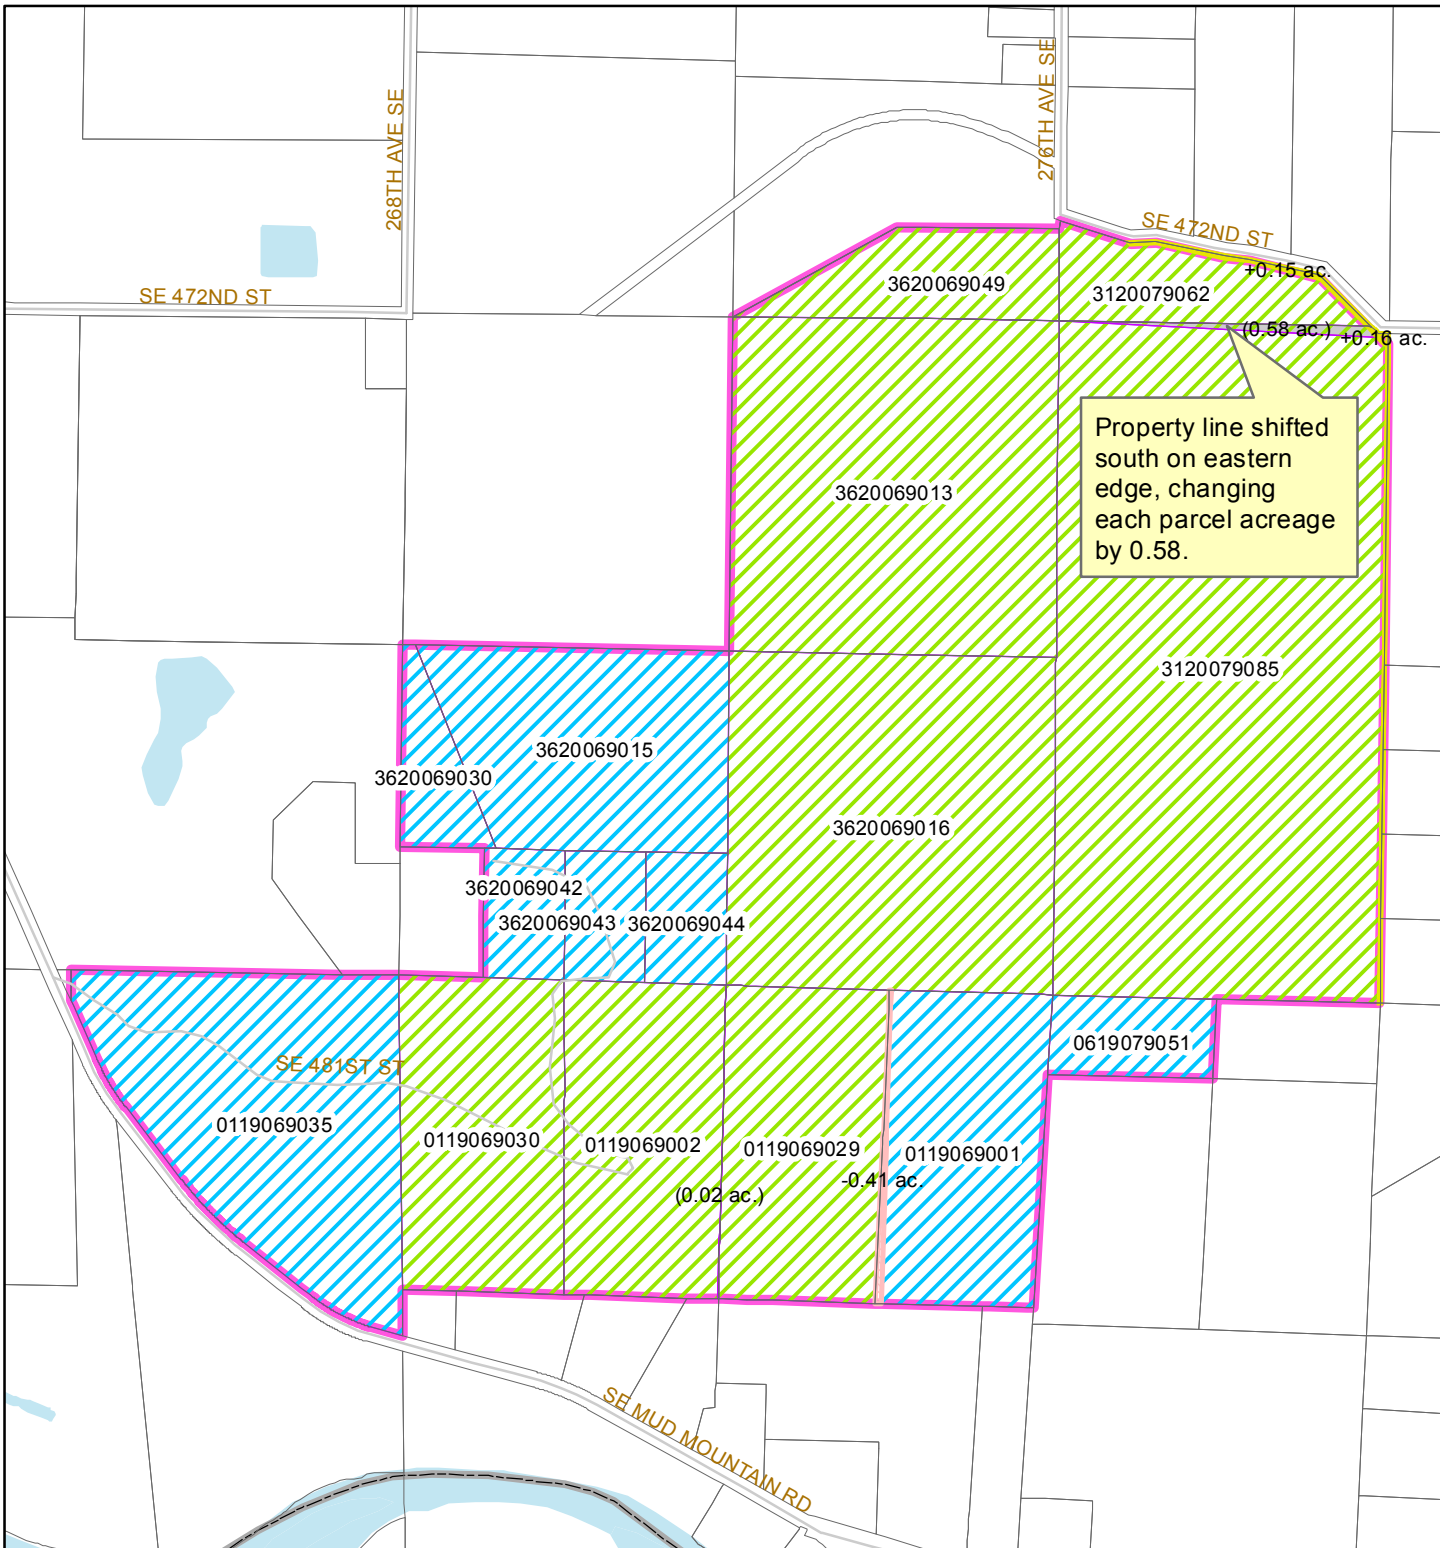 268TH AVE SE
276TH AVE SE
SE 472ND ST
SE 472ND ST
+0.15 ac.
3620069049
3120079062
(0.58 ac.)
+0.16 ac.
Property line shifted
south on eastern
edge, changing
each parcel acreage
by 0.58.
3620069013
3120079085
3620069015
3620069030
3620069016
3620069042
3620069043
3620069044
0619079051
SE 481ST ST
0119069035
0119069030
0119069002
0119069029
0119069001
-0.41 ac.
(0.02 ac.)
SE MUD MOUNTAIN RD